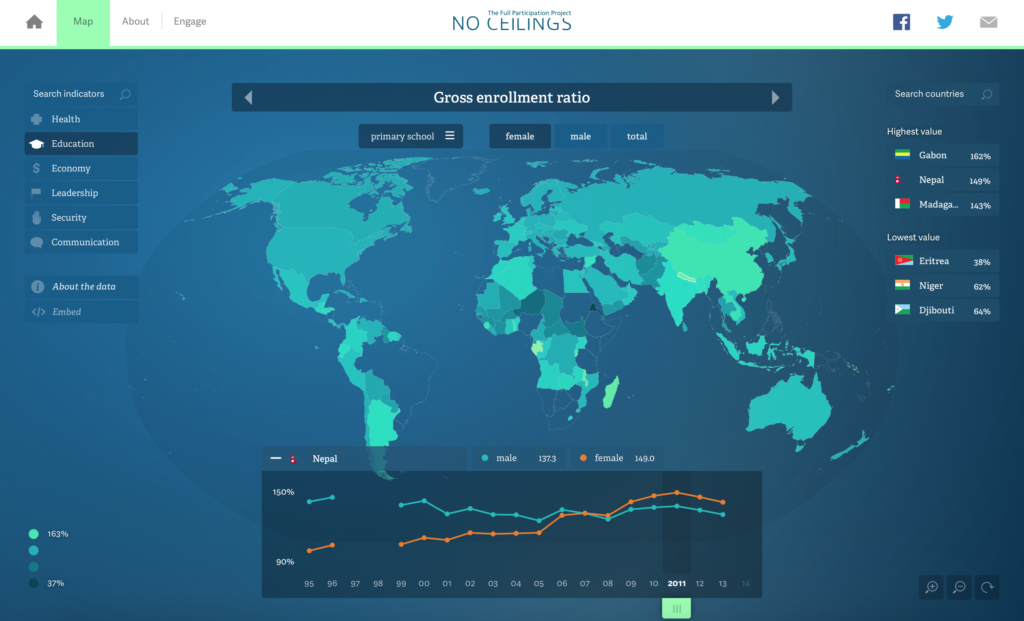 Map
About
Engage
The Full Participation Project
NO CEILINGS
Search indicators
Health
Education
Economy
Leadership
Security
Communication
About the data
</> Embed
Gross enrollment ratio
primary school
female
male
total
Search countries
Highest value
Gabon 162%
Nepal 149%
Madaga... 143%
Lowest value
Eritrea 38%
Niger 62%
Djibouti 64%
163%
37%
Nepal
male 137.3
female 149.0
150%
90%
95 96 97 98 99 00 01 02 03 04 05 06 07 08 09 10 2011 12 13 14